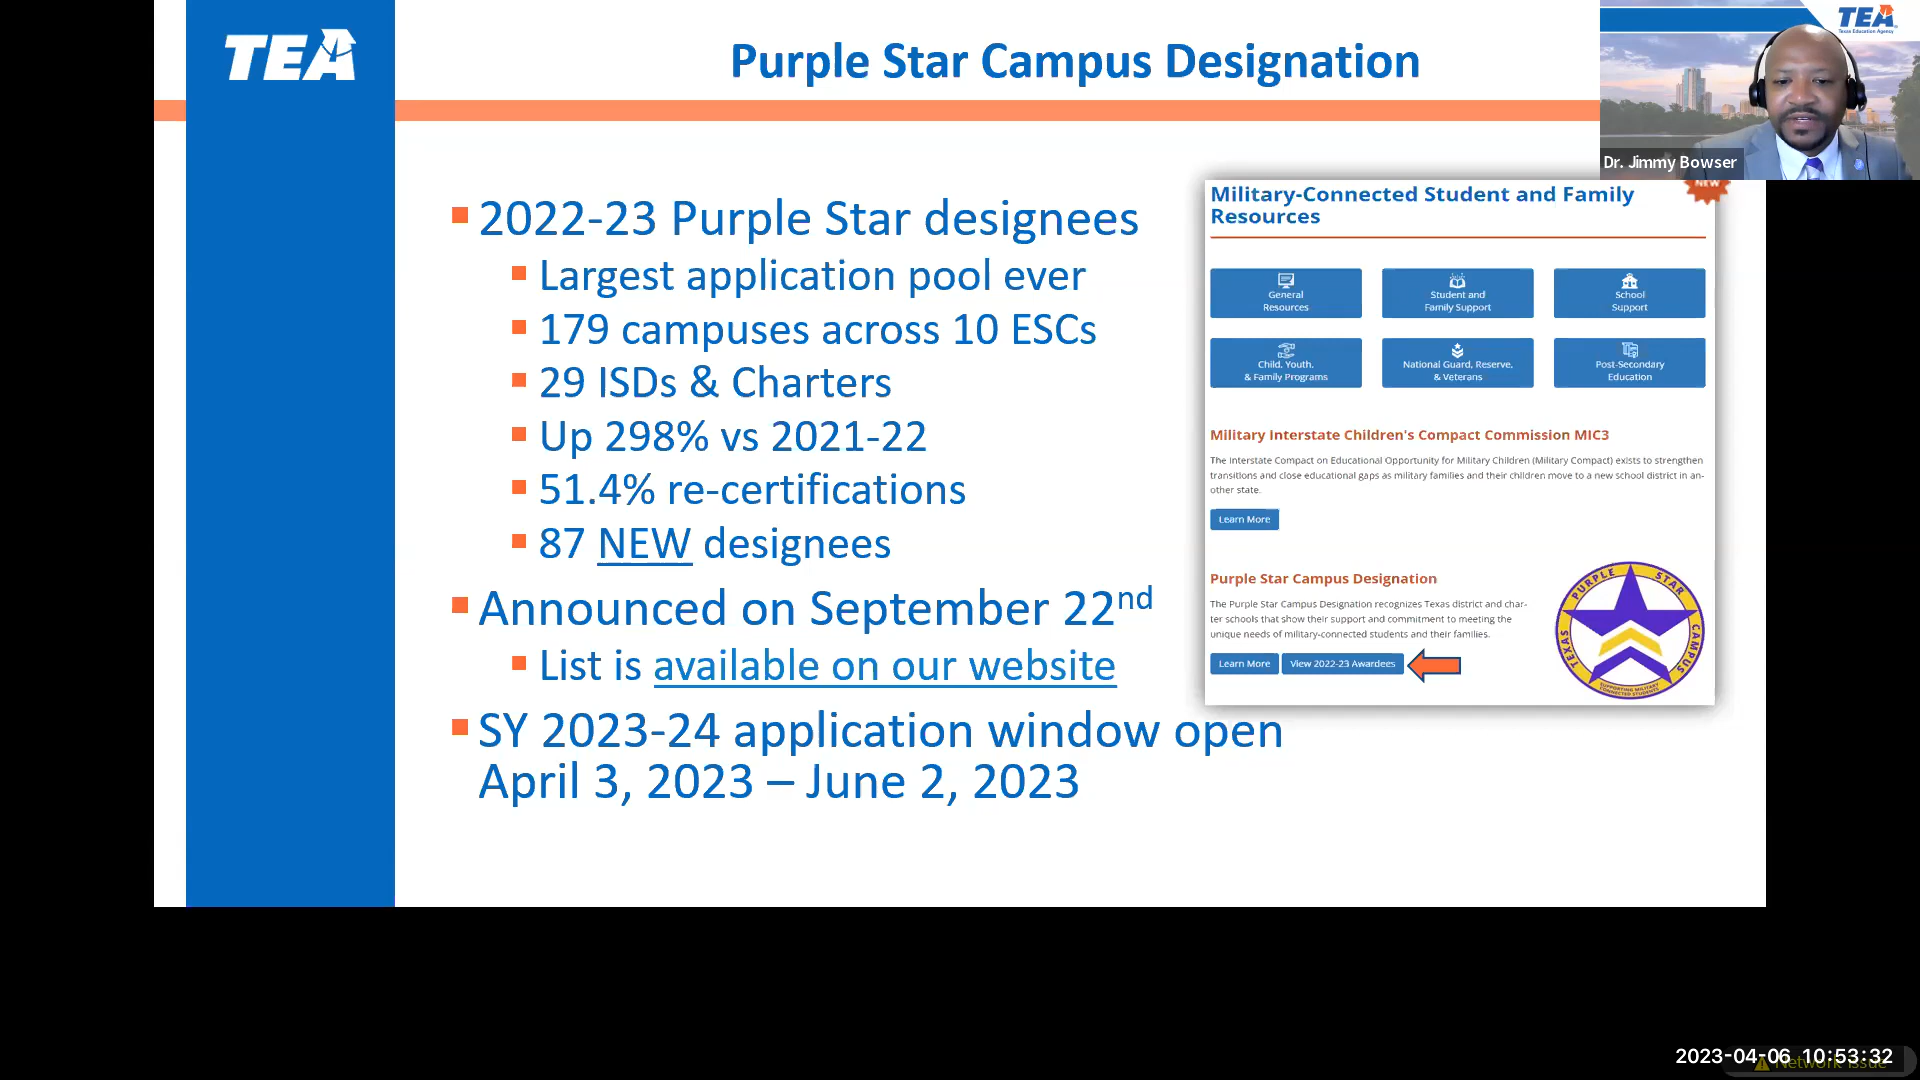 TEA
Purple Star Campus Designation
TEA
Texas Education Agency
Dr. Jimmy Bowser
2022-23 Purple Star designees
Largest application pool ever
179 campuses across 10 ESCs
29 ISDs & Charters
Up 298% vs 2021-22
51.4% re-certifications
87 NEW designees
Announced on September 22nd
List is available on our website
SY 2023-24 application window open
April 3, 2023 – June 2, 2023
NEW
Military-Connected Student and Family
Resources
General
Resources
Student and
Family Support
School
Support
Child, Youth,
& Family Programs
National Guard, Reserve,
& Veterans
Post-Secondary
Education
Military Interstate Children's Compact Commission MIC3
The Interstate Compact on Educational Opportunity for Military Children (Military Compact) exists to strengthen
transitions and close educational gaps as military families and their children move to a new school district in an-
other state.
Learn More
Purple Star Campus Designation
The Purple Star Campus Designation recognizes Texas district and char-
ter schools that show their support and commitment to meeting the
unique needs of military-connected students and their families.
Learn More
View 2022-23 Awardees
TEXAS PURPLE STAR CAMPUS
SUPPORTING MILITARY
CONNECTED STUDENTS
2023-04-06 10:53:32
Network issue